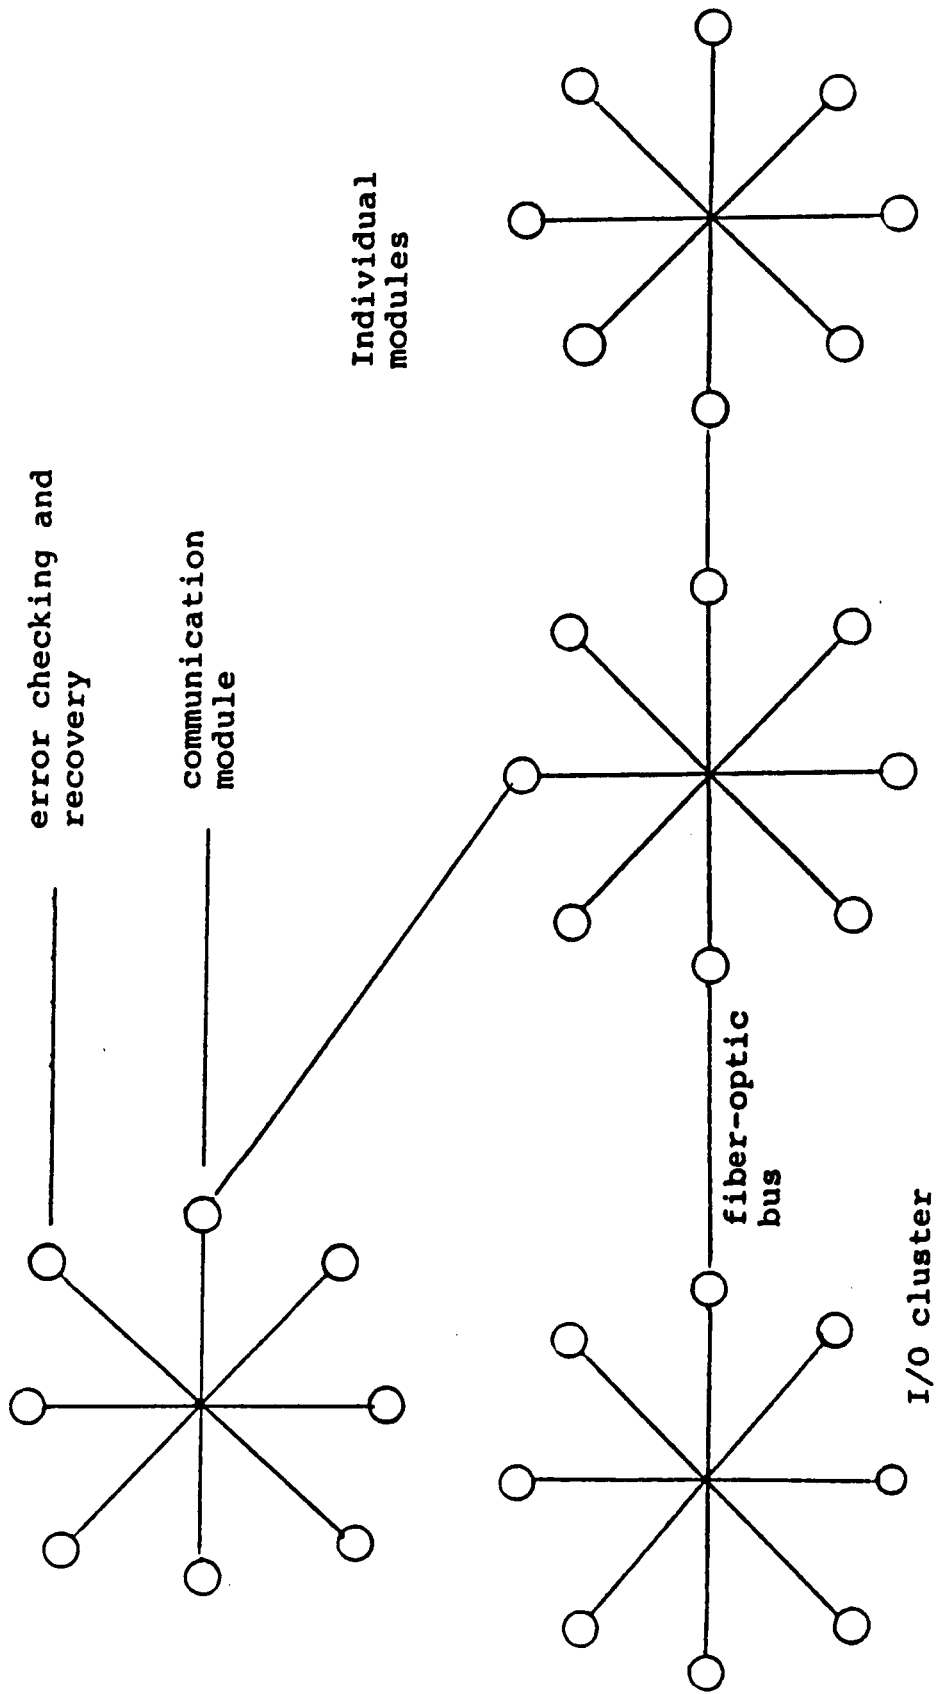 error checking and
recovery
communication
module
Individual
modules
fiber-optic
bus
I/O cluster